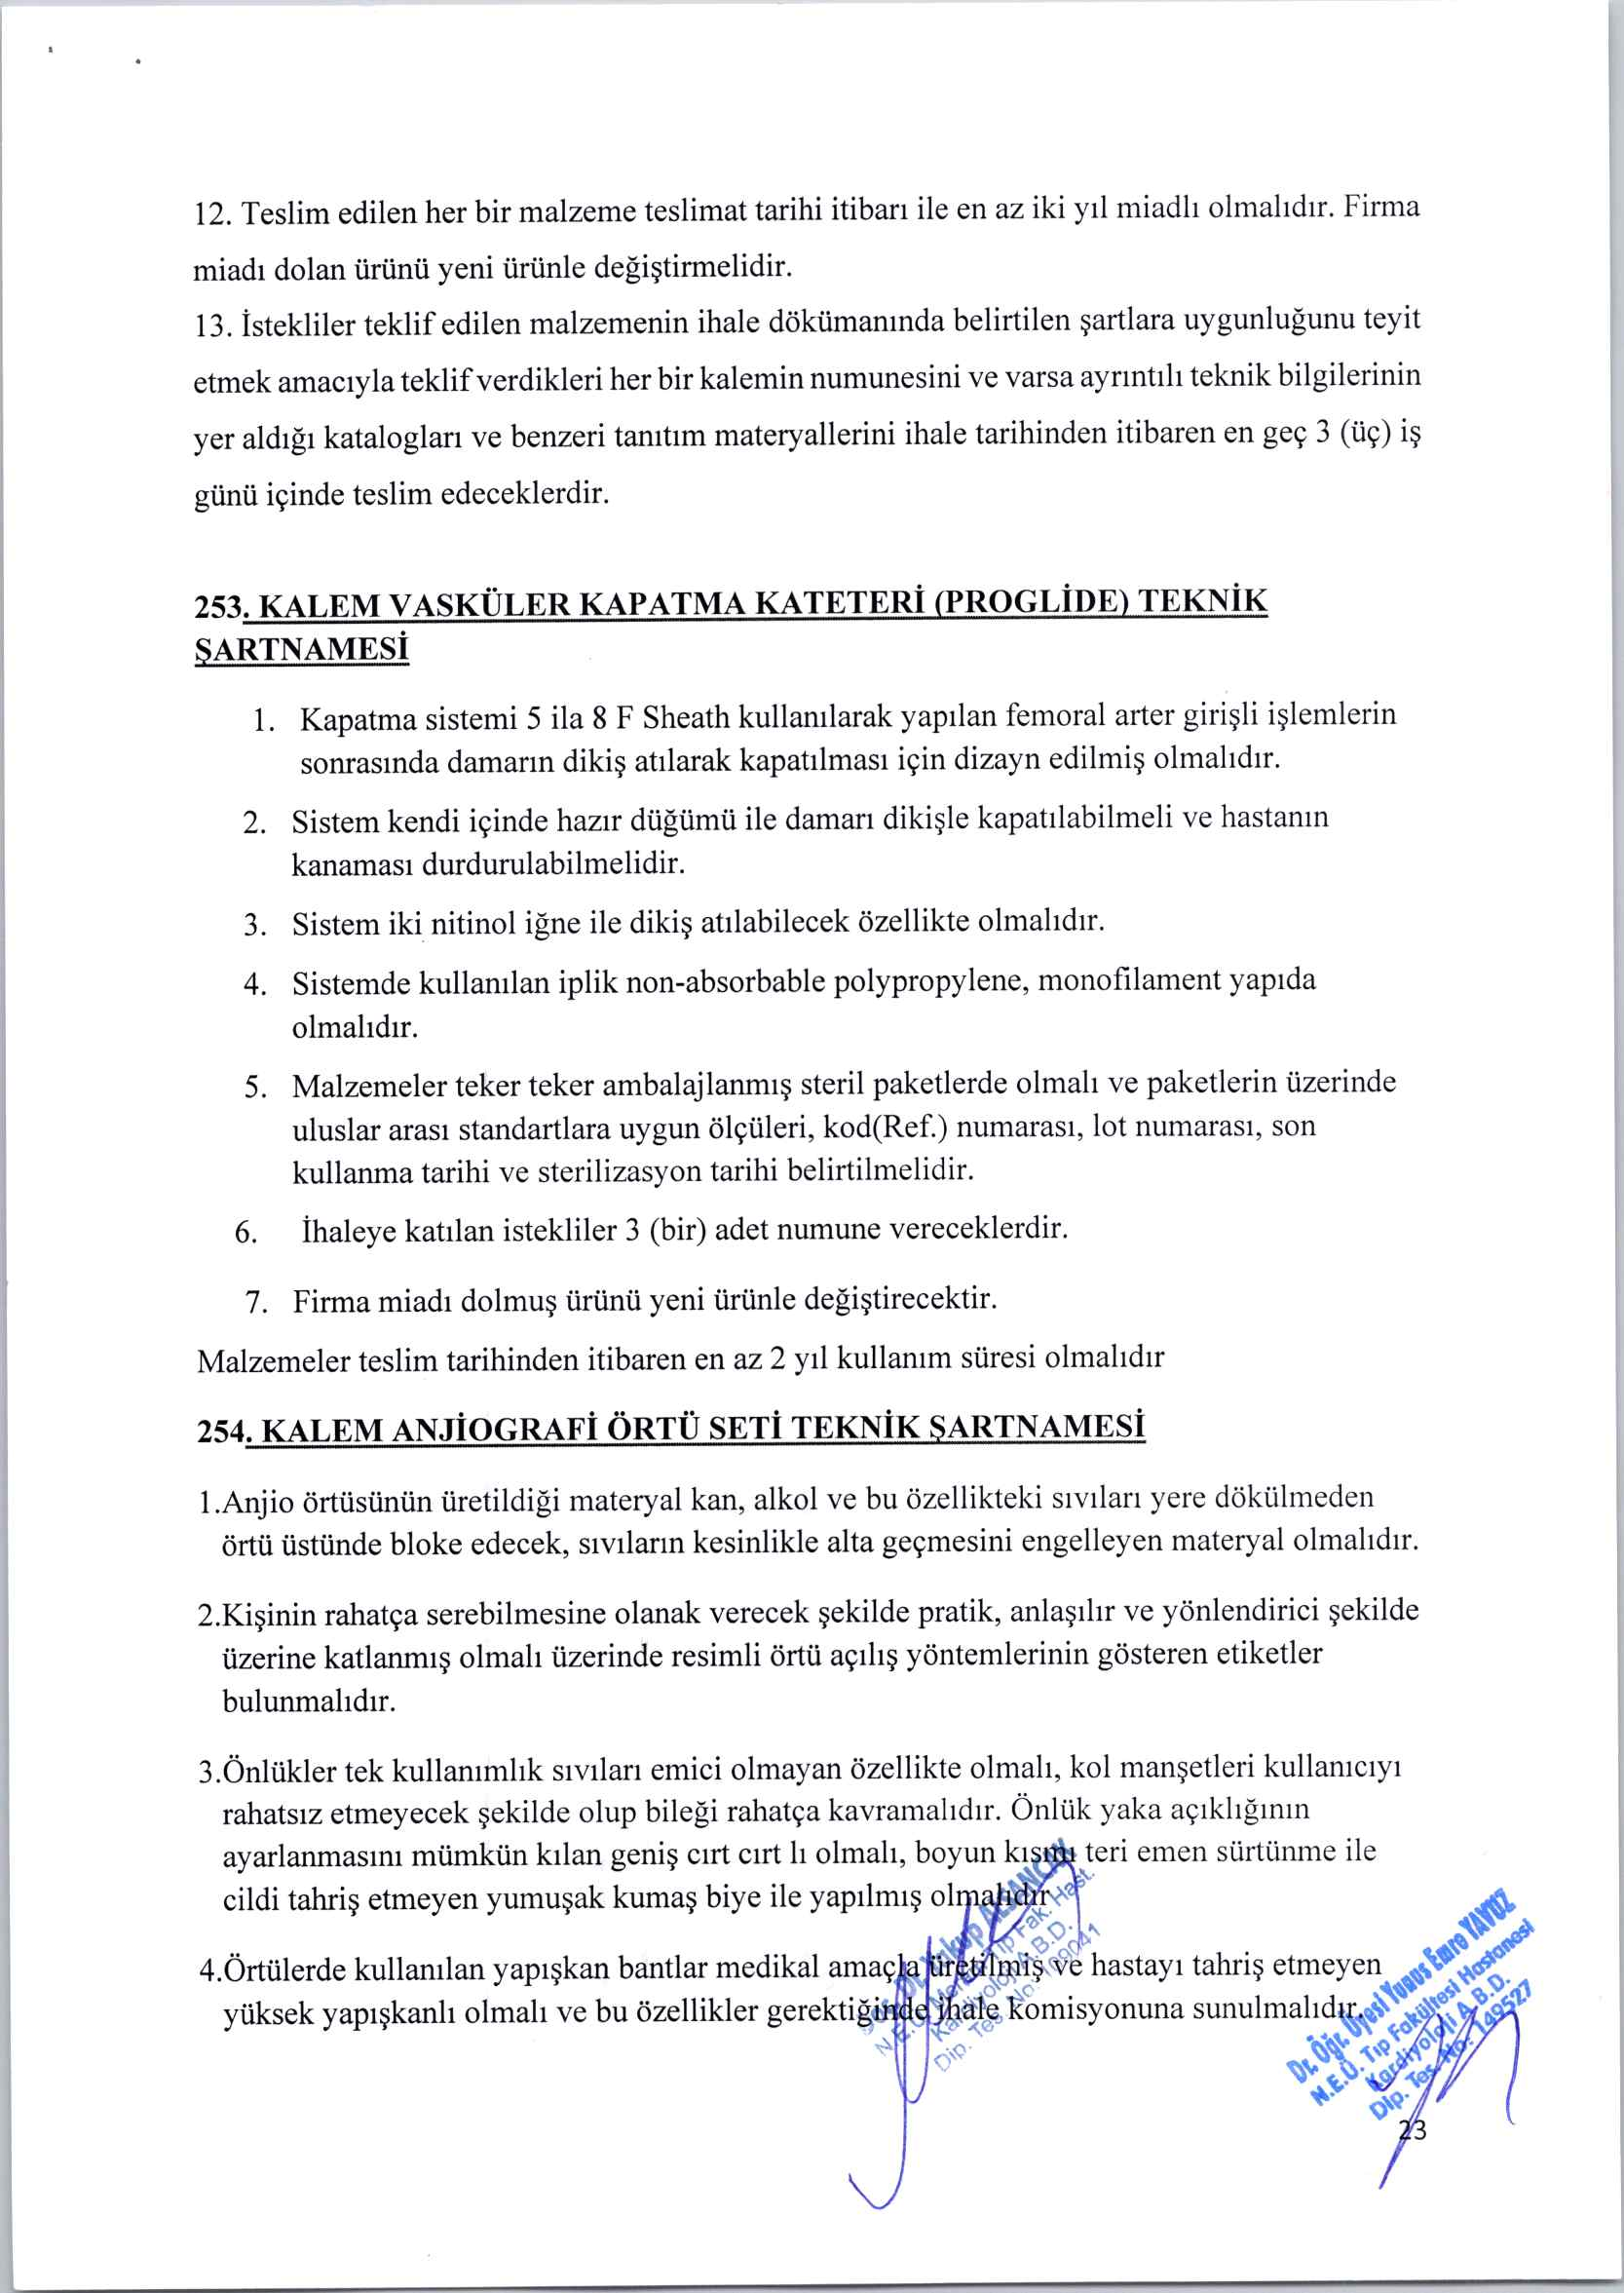 12. Teslim edilen her bir malzeme teslimat tarihi itibarı ile en az iki yıl miadlı olmalıdır. Firma
miadı dolan ürünü yeni ürünle değiştirmelidir.
13. İstekliler teklif edilen malzemenin ihale dökümanında belirtilen şartlara uygunluğunu teyit
etmek amacıyla teklif verdikleri her bir kalemin numunesini ve varsa ayrıntılı teknik bilgilerinin
yer aldığı katalogları ve benzeri tanıtım materyallerini ihale tarihinden itibaren en geç 3 (üç) iş
günü içinde teslim edeceklerdir.
253. KALEM VASKÜLER KAPATMA KATETERİ (PROGLİDE) TEKNİK
ŞARTNAMESİ
1. Kapatma sistemi 5 ila 8 F Sheath kullanılarak yapılan femoral arter girişli işlemlerin
sonrasında damarın dikiş atılarak kapatılması için dizayn edilmiş olmalıdır.
2. Sistem kendi içinde hazır düğümü ile damarı dikişle kapatılabilmeli ve hastanın
kanaması durdurulabilmelidir.
3. Sistem iki nitinol iğne ile dikiş atılabilecek özellikte olmalıdır.
4. Sistemde kullanılan iplik non-absorbable polypropylene, monofilament yapıda
olmalıdır.
5. Malzemeler teker teker ambalajlanmış steril paketlerde olmalı ve paketlerin üzerinde
uluslar arası standartlara uygun ölçüleri, kod(Ref.) numarası, lot numarası, son
kullanma tarihi ve sterilizasyon tarihi belirtilmelidir.
6. İhaleye katılan istekliler 3 (bir) adet numune vereceklerdir.
7. Firma miadı dolmuş ürünü yeni ürünle değiştirecektir.
Malzemeler teslim tarihinden itibaren en az 2 yıl kullanım süresi olmalıdır
254. KALEM ANJİOGRAFİ ÖRTÜ SETİ TEKNİK ŞARTNAMESİ
1.Anjio örtüsünün üretildiği materyal kan, alkol ve bu özellikteki sıvıları yere dökülmeden
örtü üstünde bloke edecek, sıvıların kesinlikle alta geçmesini engelleyen materyal olmalıdır.
2.Kişinin rahatça serebilmesine olanak verecek şekilde pratik, anlaşılır ve yönlendirici şekilde
üzerine katlanmış olmalı üzerinde resimli örtü açılış yöntemlerinin gösteren etiketler
bulunmalıdır.
3.Önlükler tek kullanımlık sıvıları emici olmayan özellikte olmalı, kol manşetleri kullanıcıyı
rahatsız etmeyecek şekilde olup bileği rahatça kavramalıdır. Önlük yaka açıklığının
ayarlanmasını mümkün kılan geniş cırt cırt lı olmalı, boyun kısmı teri emen sürtünme ile
cildi tahriş etmeyen yumuşak kumaş biye ile yapılmış olmalıdır
4.Örtülerde kullanılan yapışkan bantlar medikal amaçla üretilmiş ve hastayı tahriş etmeyen
yüksek yapışkanlı olmalı ve bu özellikler gerektiğinde ihale komisyonuna sunulmalıdır.
Yakup ALSANCAK
N.E.Ü. Meram Tıp Fak. Hast.
Kardiyoloji A.B.D.
Dip. Tes. No: 109041
Dr. Öğr. Üyesi Yunus Emre YAVUZ
N.E.Ü. Tıp Fakültesi Hastanesi
Kardiyoloji A.B.D.
Dip. Tes. No: 149527
23